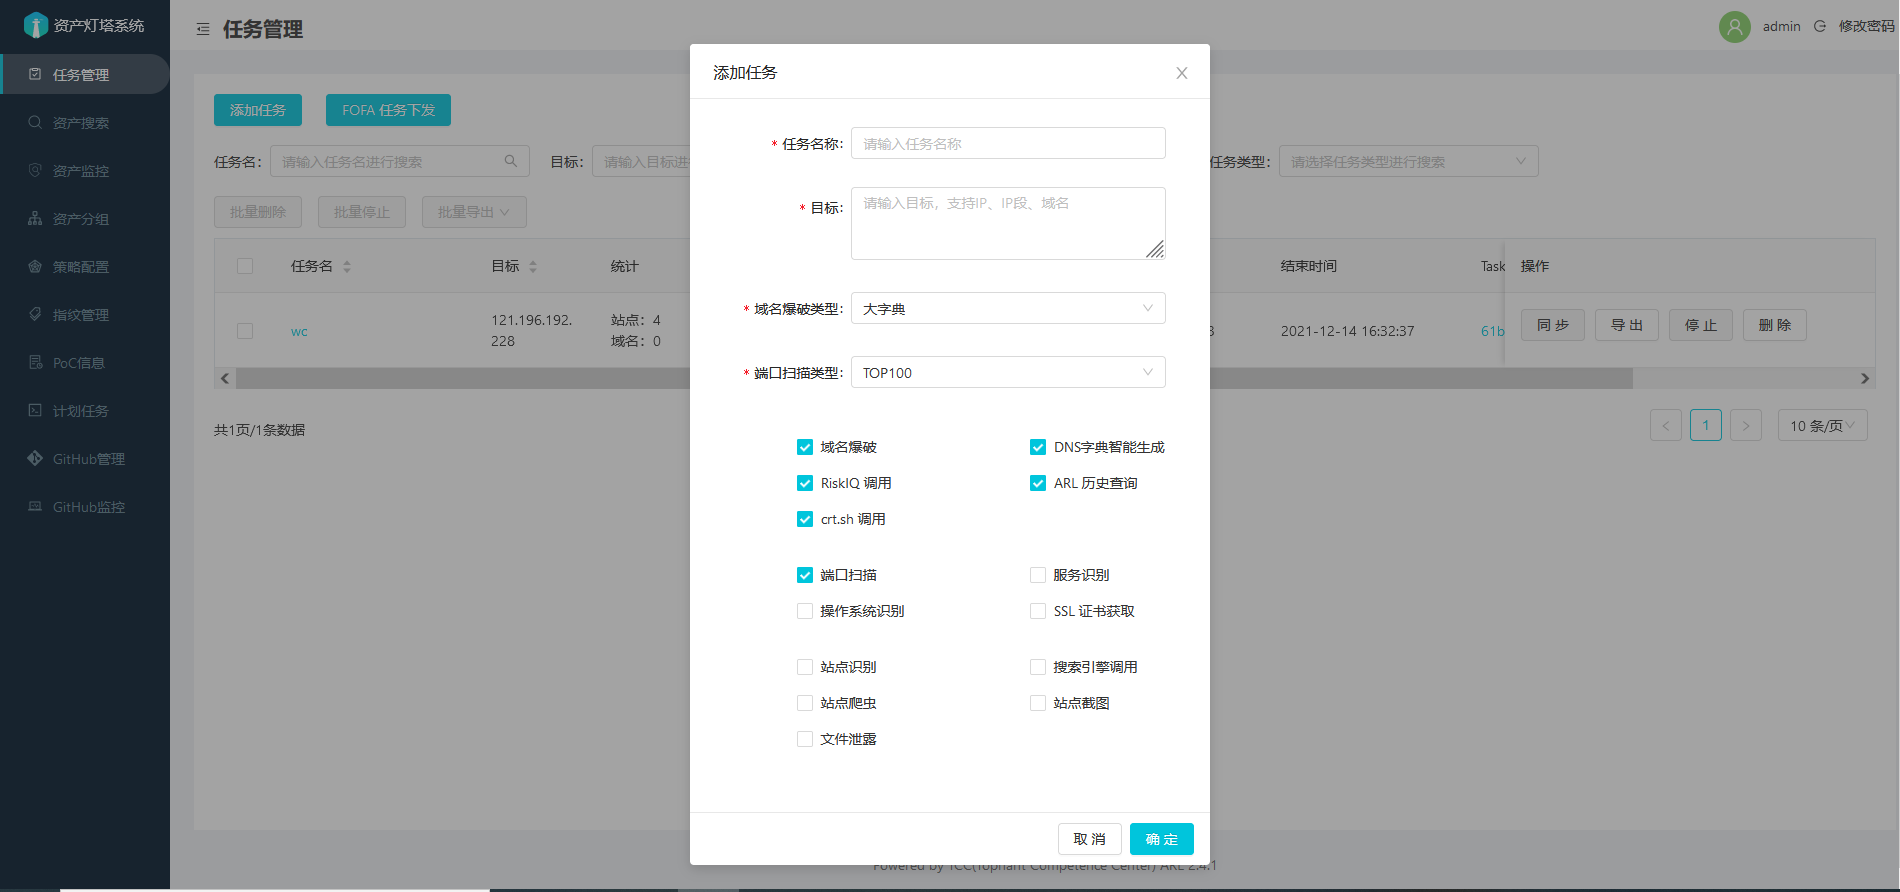 资产灯塔系统
任务管理
资产搜索
资产监控
资产分组
策略配置
指纹管理
PoC信息
计划任务
GitHub管理
GitHub监控
任务管理
admin
修改密码
添加任务
FOFA 任务下发
任务名:
请输入任务名进行搜索
目标:
请输入目标进
任务类型:
请选择任务类型进行搜索
批量删除
批量停止
批量导出
任务名
目标
统计
结束时间
Task
操作
wc
121.196.192.
228
站点: 4
域名: 0
3
2021-12-14 16:32:37
61b
同 步
导 出
停 止
删 除
共1页/1条数据
1
10 条/页
添加任务
* 任务名称:
请输入任务名称
* 目标:
请输入目标，支持IP、IP段、域名
* 域名爆破类型:
大字典
* 端口扫描类型:
TOP100
域名爆破
DNS字典智能生成
RiskIQ 调用
ARL 历史查询
crt.sh 调用
端口扫描
服务识别
操作系统识别
SSL 证书获取
站点识别
搜索引擎调用
站点爬虫
站点截图
文件泄露
取 消
确 定
Powered by TCC(Tophant Competence Center) ARL 2.4.1